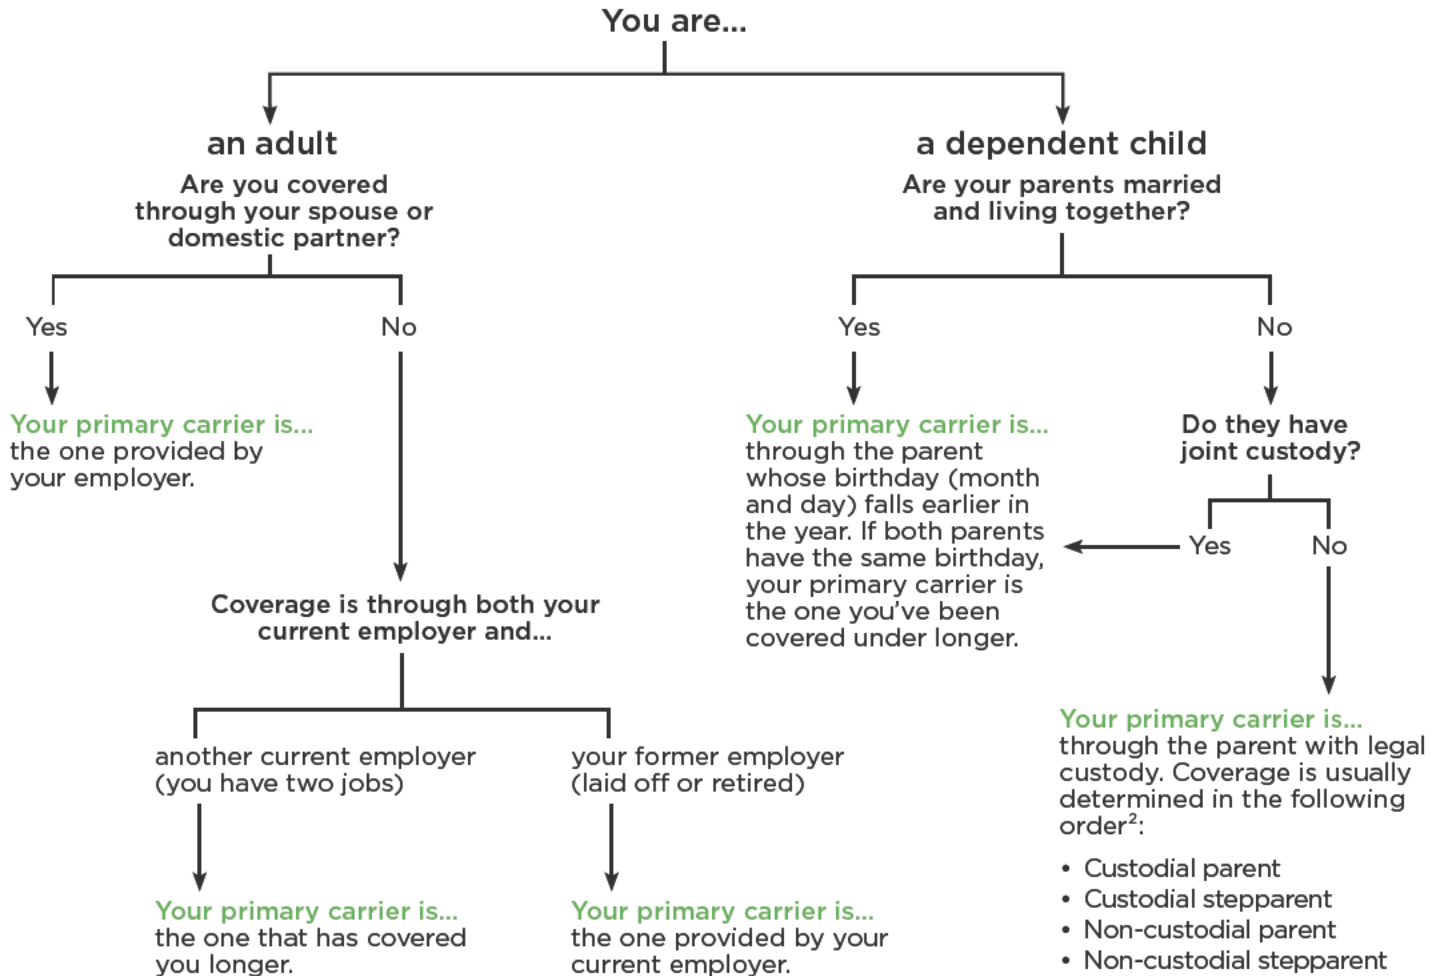 You are...
an adult
Are you covered
through your spouse or
domestic partner?
Yes
No
Your primary carrier is...
the one provided by
your employer.
Coverage is through both your
current employer and...
another current employer
(you have two jobs)
Your primary carrier is...
the one that has covered
you longer.
your former employer
(laid off or retired)
Your primary carrier is...
the one provided by your
current employer.
a dependent child
Are your parents married
and living together?
Yes
No
Your primary carrier is...
through the parent
whose birthday (month
and day) falls earlier in
the year. If both parents
have the same birthday,
your primary carrier is
the one you’ve been
covered under longer.
Do they have
joint custody?
Yes
No
Your primary carrier is...
through the parent with legal
custody. Coverage is usually
determined in the following
order²:
• Custodial parent
• Custodial stepparent
• Non-custodial parent
• Non-custodial stepparent